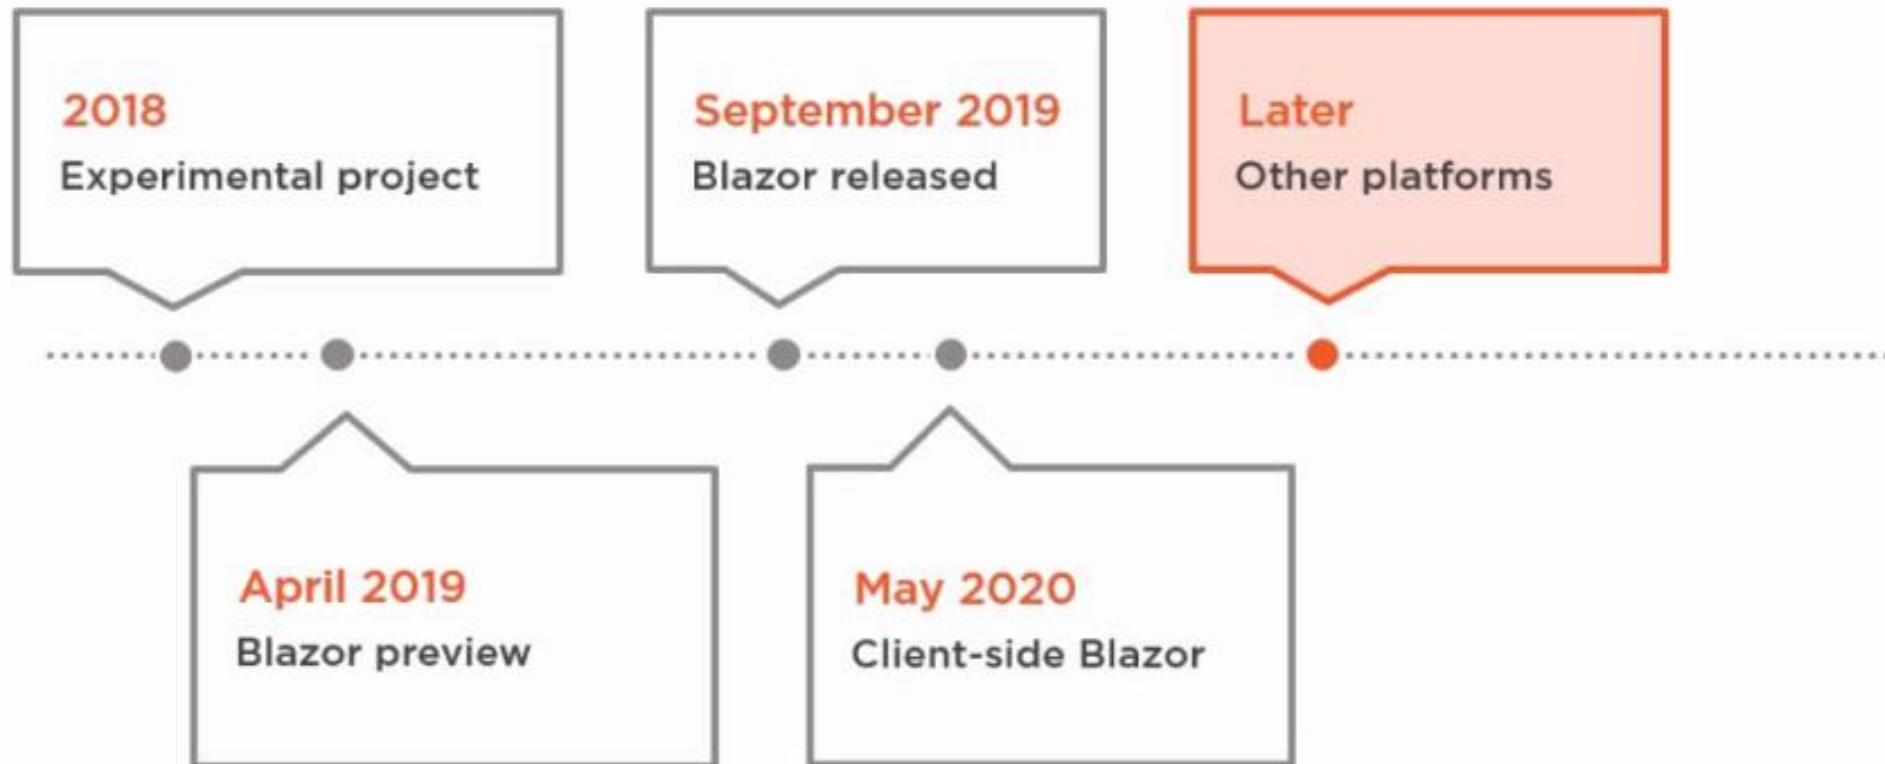 2018
Experimental project
April 2019
Blazor preview
September 2019
Blazor released
May 2020
Client-side Blazor
Later
Other platforms